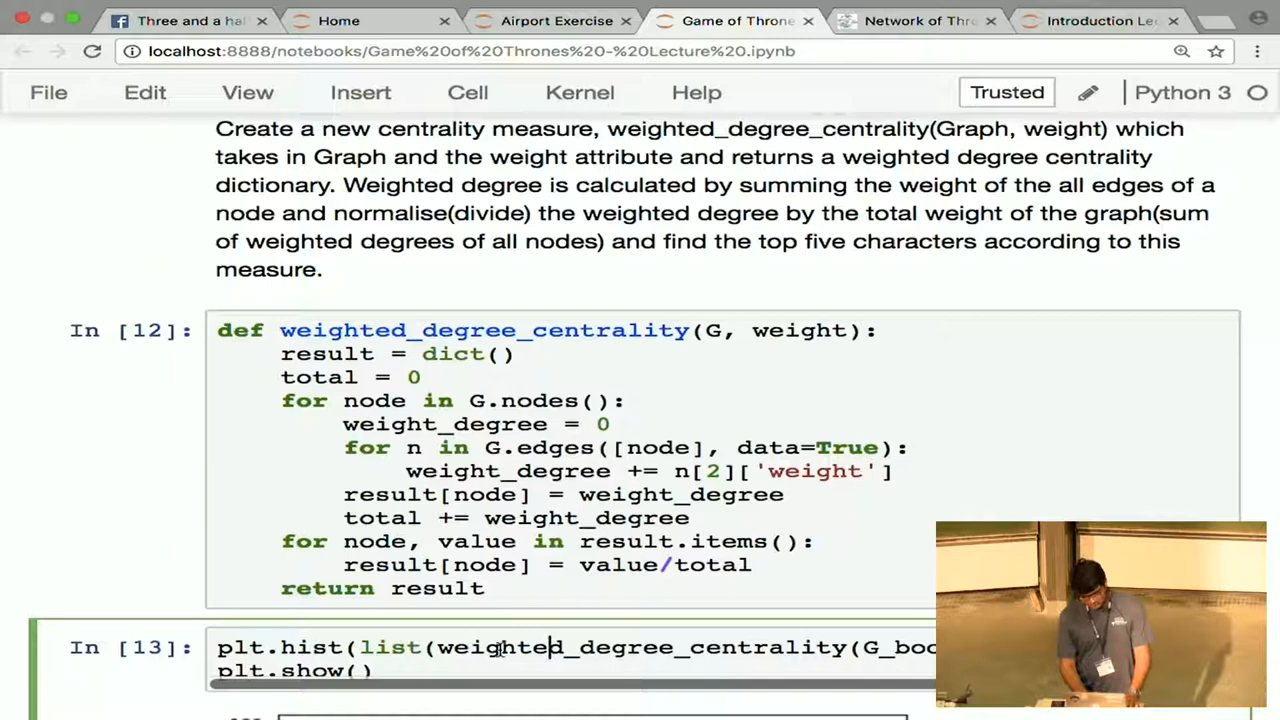 Three and a hal
Home
Airport Exercise
Game of Throne
Network of Thro
Introduction Lec
localhost:8888/notebooks/Game%20of%20Thrones%20-%20Lecture%20.ipynb
File Edit View Insert Cell Kernel Help Trusted Python 3
Create a new centrality measure, weighted_degree_centrality(Graph, weight) which
takes in Graph and the weight attribute and returns a weighted degree centrality
dictionary. Weighted degree is calculated by summing the weight of the all edges of a
node and normalise(divide) the weighted degree by the total weight of the graph(sum
of weighted degrees of all nodes) and find the top five characters according to this
measure.
In [12]: def weighted_degree_centrality(G, weight):
result = dict()
total = 0
for node in G.nodes():
weight_degree = 0
for n in G.edges([node], data=True):
weight_degree += n[2]['weight']
result[node] = weight_degree
total += weight_degree
for node, value in result.items():
result[node] = value/total
return result
In [13]: plt.hist(list(weighted_degree_centrality(G_boo
plt.show()